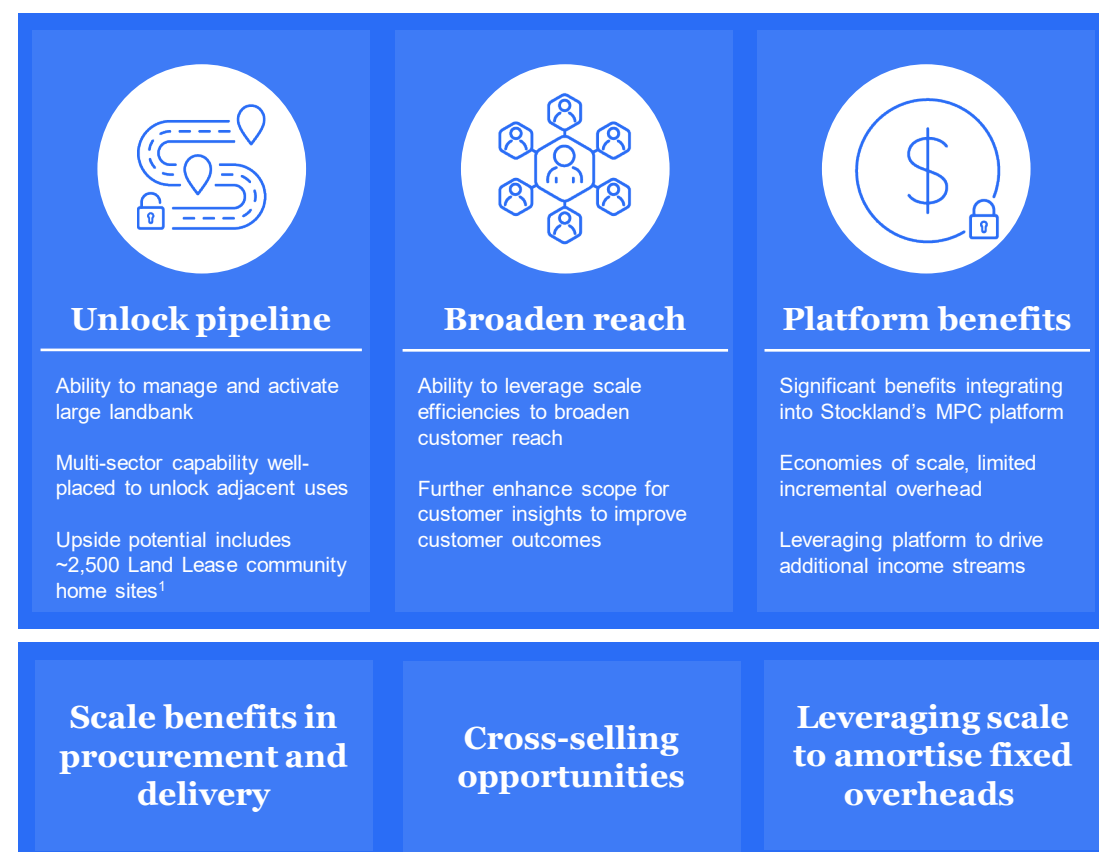 Unlock pipeline
Ability to manage and activate
large landbank
Multi-sector capability well-
placed to unlock adjacent uses
Upside potential includes
~2,500 Land Lease community
home sites¹
Broaden reach
Ability to leverage scale
efficiencies to broaden
customer reach
Further enhance scope for
customer insights to improve
customer outcomes
Platform benefits
Significant benefits integrating
into Stockland's MPC platform
Economies of scale, limited
incremental overhead
Leveraging platform to drive
additional income streams
Scale benefits in
procurement and
delivery
Cross-selling
opportunities
Leveraging scale
to amortise fixed
overheads